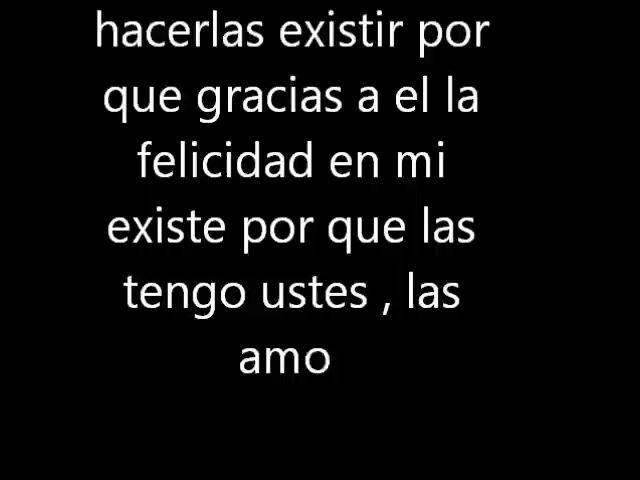 hacerlas existir por
que gracias a el la
felicidad en mi
existe por que las
tengo ustes , las
amo